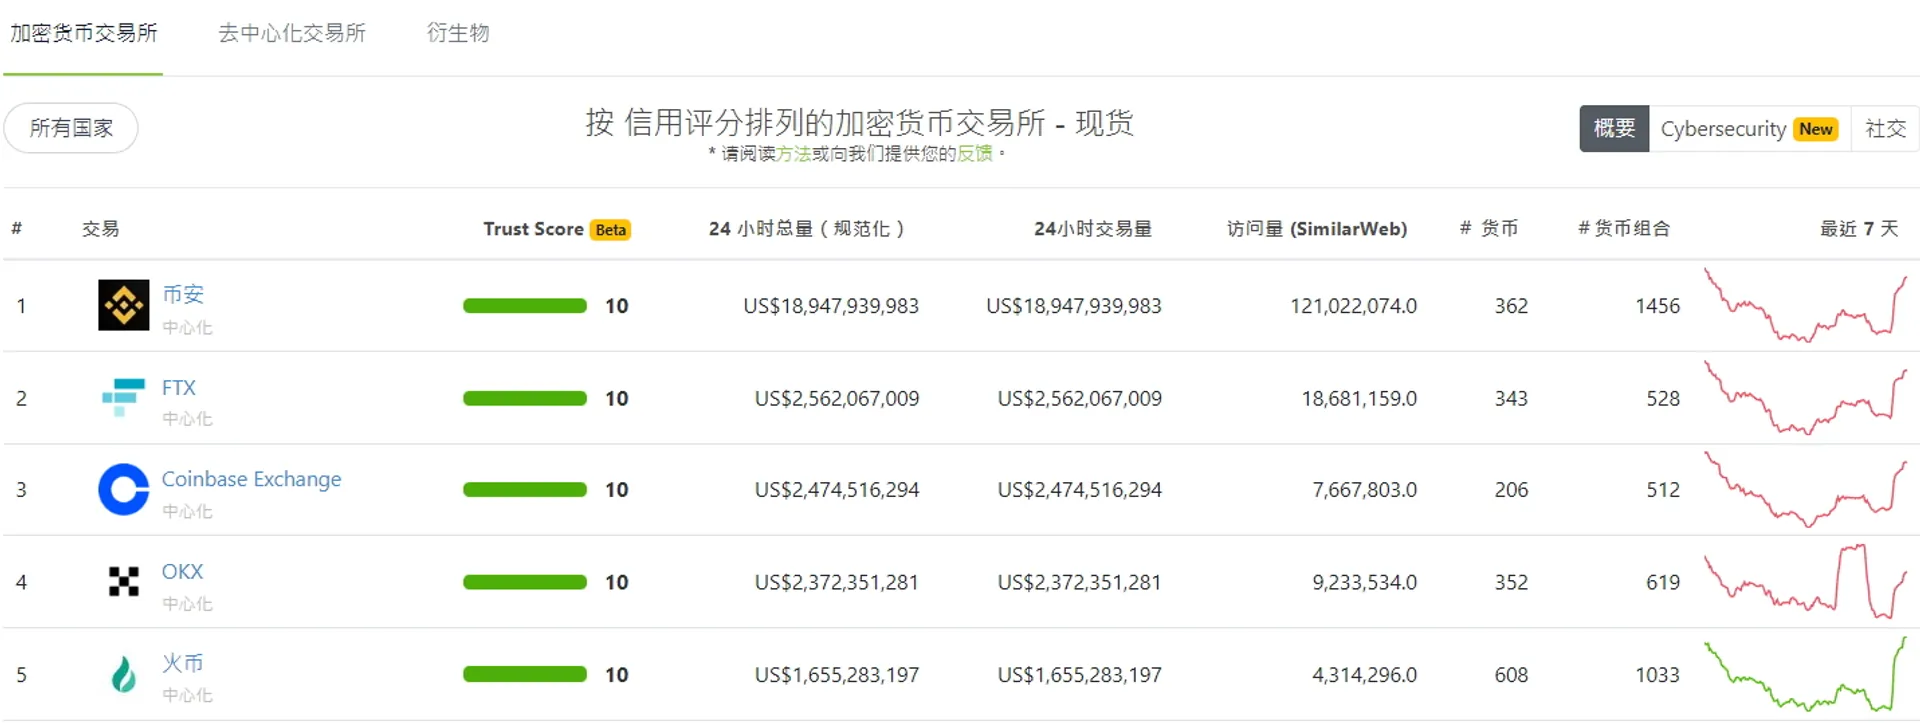 加密货币交易所 去中心化交易所 衍生物
所有国家
按 信用评分排列的加密货币交易所 - 现货
* 请阅读方法或向我们提供您的反馈。
概要 Cybersecurity New 社交
# 交易 Trust Score Beta 24 小时总量 ( 规范化 ) 24小时交易量 访问量 (SimilarWeb) # 货币 # 货币组合 最近 7 天
1 币安 10 US$18,947,939,983 US$18,947,939,983 121,022,074.0 362 1456
中心化
2 FTX 10 US$2,562,067,009 US$2,562,067,009 18,681,159.0 343 528
中心化
3 Coinbase Exchange 10 US$2,474,516,294 US$2,474,516,294 7,667,803.0 206 512
中心化
4 OKX 10 US$2,372,351,281 US$2,372,351,281 9,233,534.0 352 619
中心化
5 火币 10 US$1,655,283,197 US$1,655,283,197 4,314,296.0 608 1033
中心化